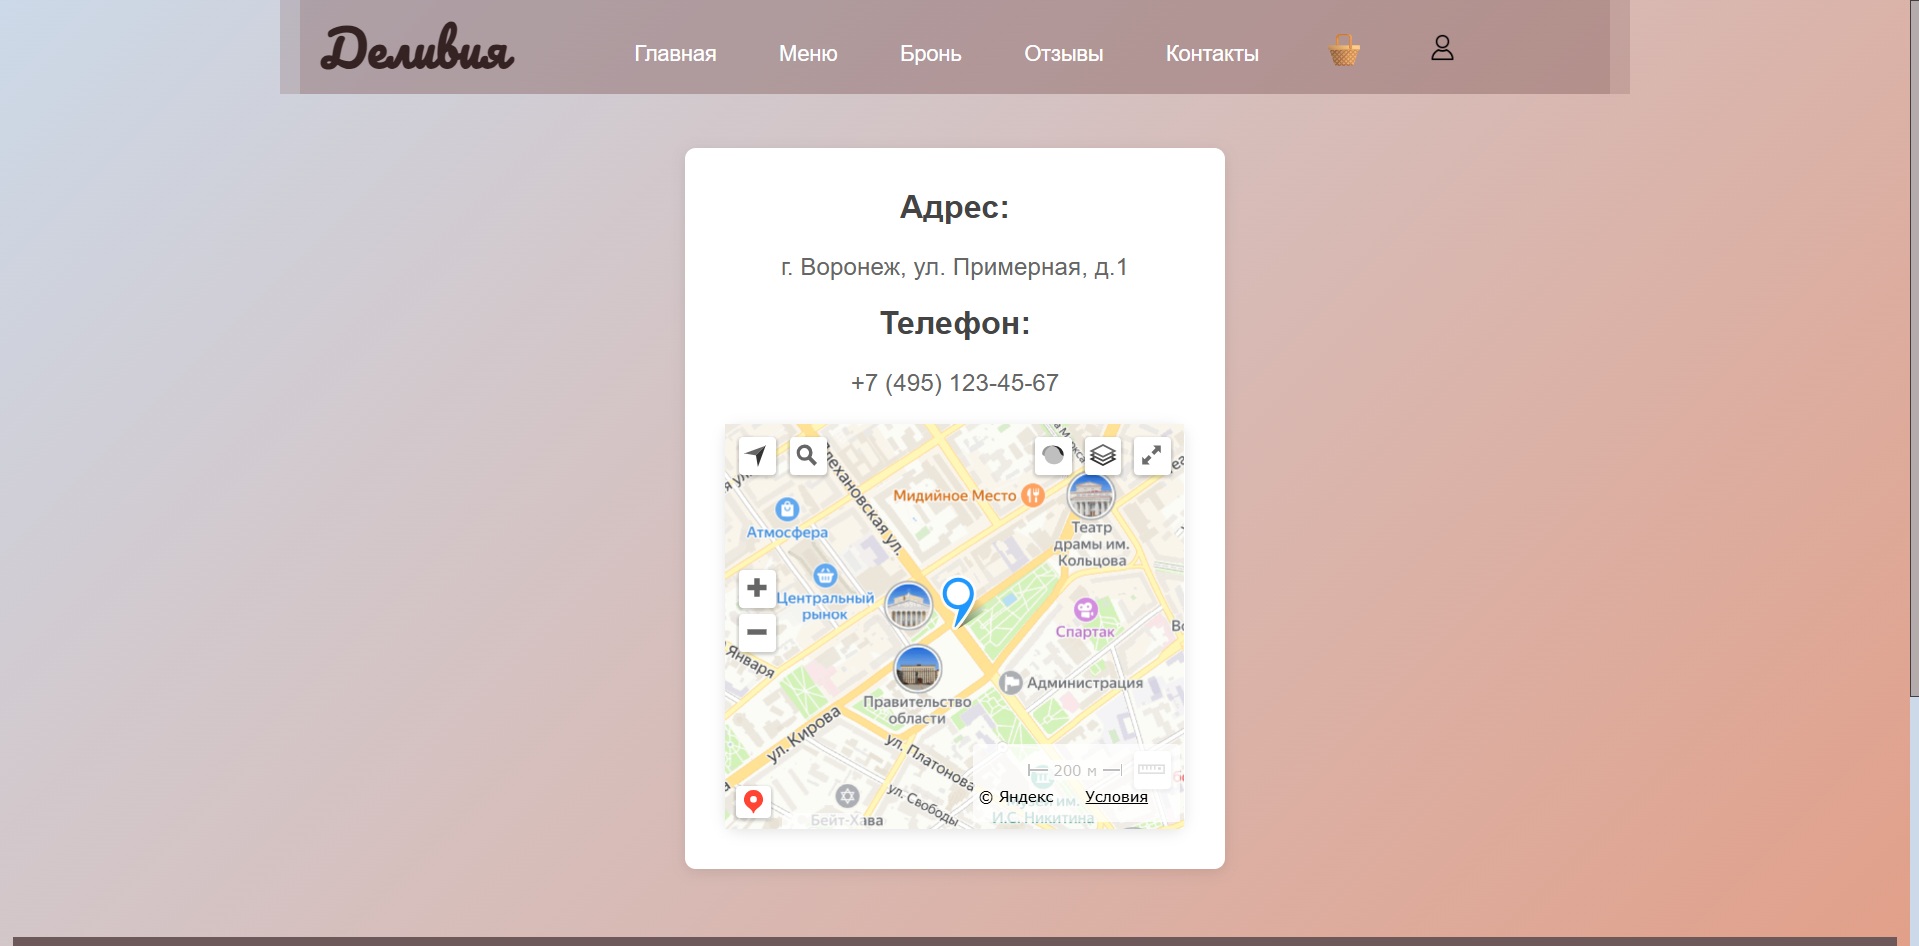 Деливия
Главная
Меню
Бронь
Отзывы
Контакты
Адрес:
г. Воронеж, ул. Примерная, д.1
Телефон:
+7 (495) 123-45-67
Плехановская ул.
Мидийное Место
Атмосфера
Театр
драмы им.
Кольцова
Центральный
рынок
Спартак
Января
Администрация
Правительство
области
ул. Кирова
ул. Платонова
ул. Свободы
200 м
© Яндекс
Условия
им.
И.С. Никитина
Бейт-Хава